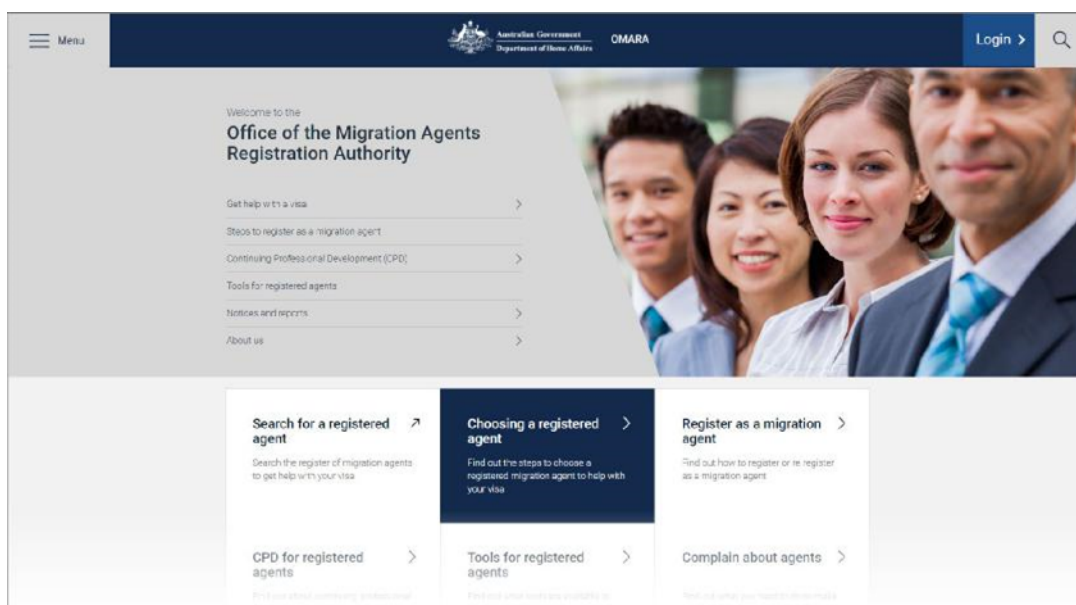 Menu
Australian Government
Department of Home Affairs
OMARA
Login
Welcome to the
Office of the Migration Agents
Registration Authority
Get help with a visa
Steps to register as a migration agent
Continuing Professional Development (CPD)
Tools for registered agents
Notices and reports
About us
Search for a registered
agent
Search the register of migration agents
to get help with your visa
Choosing a registered
agent
Find out the steps to choose a
registered migration agent to help with
your visa
Register as a migration
agent
Find out how to register or re register
as a migration agent
CPD for registered
agents
Tools for registered
agents
Complain about agents